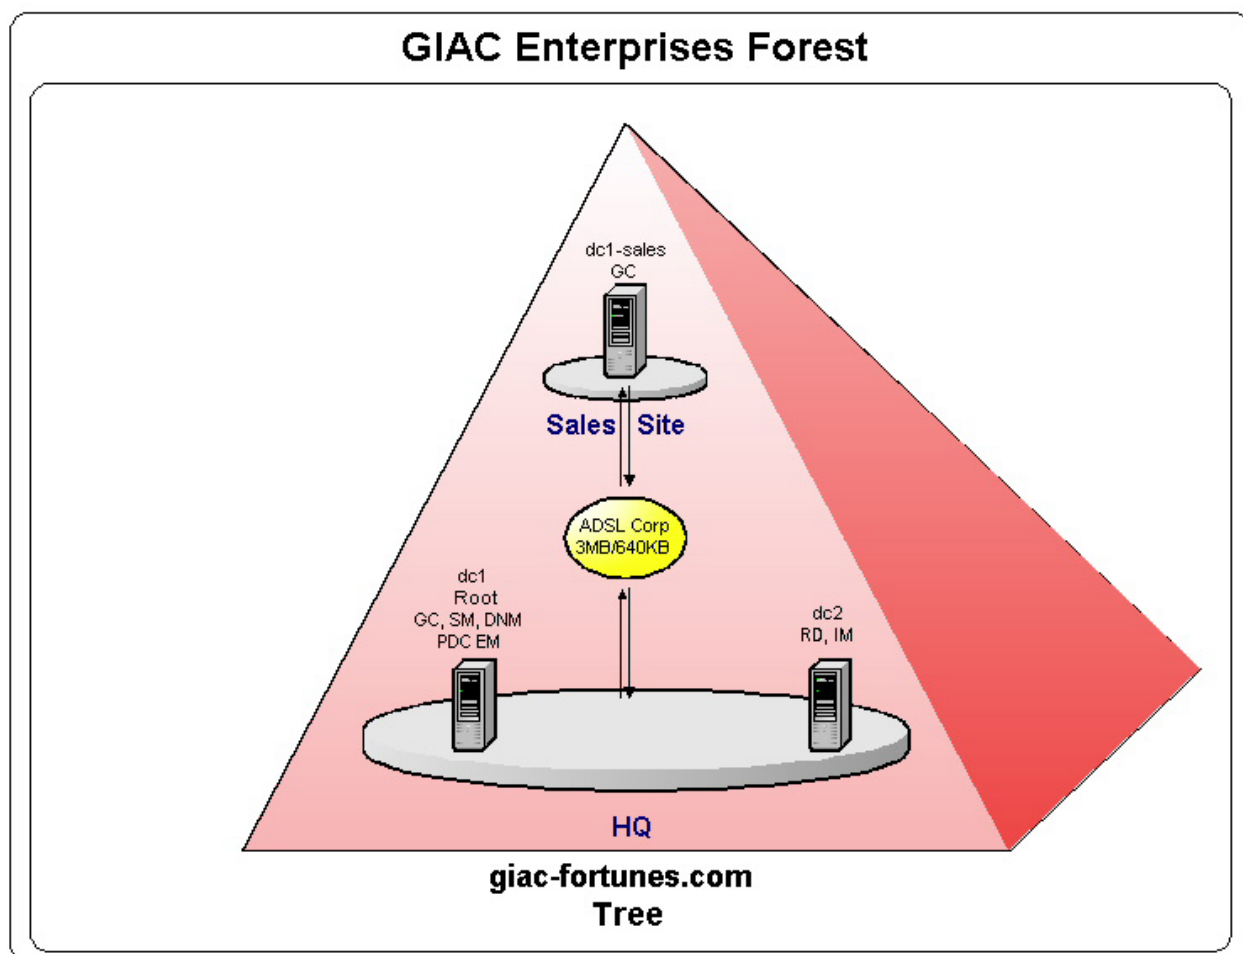 GIAC Enterprises Forest
dc1-sales
GC
Sales Site
ADSL Corp
3MB/640KB
dc1
Root
GC, SM, DNM
PDC EM
dc2
RD, IM
HQ
giac-fortunes.com
Tree